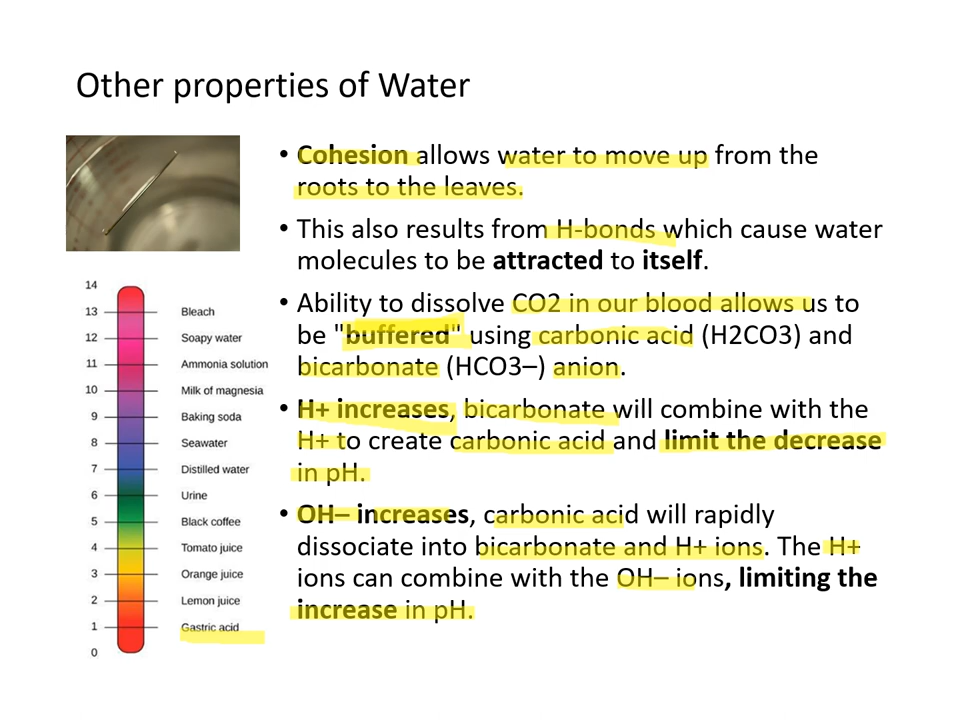 Other properties of Water
• Cohesion allows water to move up from the
roots to the leaves.
• This also results from H-bonds which cause water
molecules to be attracted to itself.
• Ability to dissolve CO2 in our blood allows us to
be "buffered" using carbonic acid (H2CO3) and
bicarbonate (HCO3–) anion.
• H+ increases, bicarbonate will combine with the
H+ to create carbonic acid and limit the decrease
in pH.
• OH– increases, carbonic acid will rapidly
dissociate into bicarbonate and H+ ions. The H+
ions can combine with the OH– ions, limiting the
increase in pH.
14
13 Bleach
12 Soapy water
11 Ammonia solution
10 Milk of magnesia
9 Baking soda
8 Seawater
7 Distilled water
6 Urine
5 Black coffee
4 Tomato juice
3 Orange juice
2 Lemon juice
1 Gastric acid
0